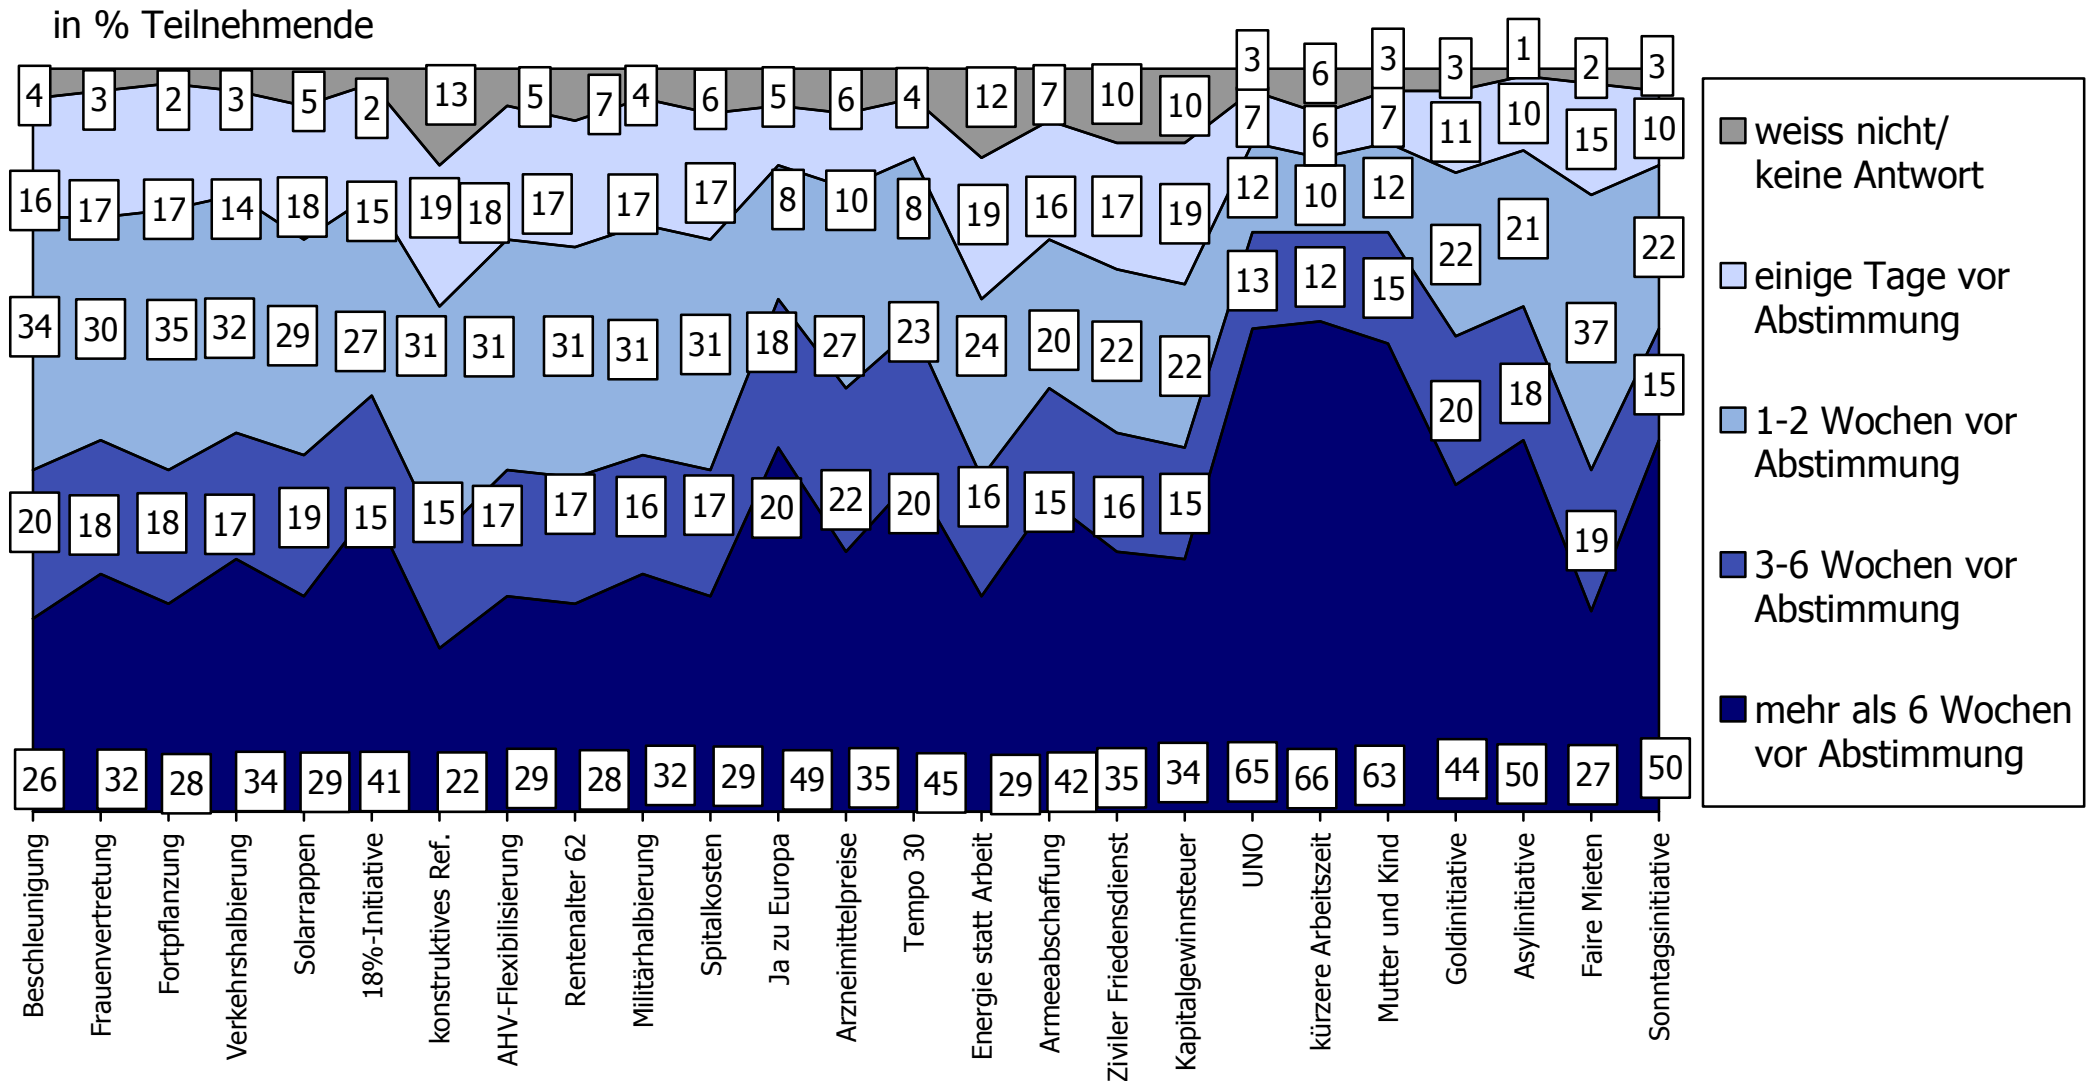 in % Teilnehmende
4 3 2 3 5 2 13 5 7 4 6 5 6 4 12 7 10 10 3 6 3 3 1 2 3
16 17 17 14 18 15 19 18 17 17 17 8 10 8 19 16 17 19 7 6 7 11 10 15 10
34 30 35 32 29 27 31 31 31 31 31 18 27 23 24 20 22 22 12 10 12 22 21 37 22
20 18 18 17 19 15 15 17 17 16 17 20 22 20 16 15 16 15 13 12 15 20 18 19 15
26 32 28 34 29 41 22 29 28 32 29 49 35 45 29 42 35 34 65 66 63 44 50 27 50
Beschleunigung
Frauenvertretung
Fortpflanzung
Verkehrshalbierung
Solarrappen
18%-Initiative
konstruktives Ref.
AHV-Flexibilisierung
Rentenalter 62
Militärhalbierung
Spitalkosten
Ja zu Europa
Arzneimittelpreise
Tempo 30
Energie statt Arbeit
Armeeabschaffung
Ziviler Friedensdienst
Kapitalgewinnsteuer
UNO
kürzere Arbeitszeit
Mutter und Kind
Goldinitiative
Asylinitiative
Faire Mieten
Sonntagsinitiative
weiss nicht/
keine Antwort
einige Tage vor
Abstimmung
1-2 Wochen vor
Abstimmung
3-6 Wochen vor
Abstimmung
mehr als 6 Wochen
vor Abstimmung